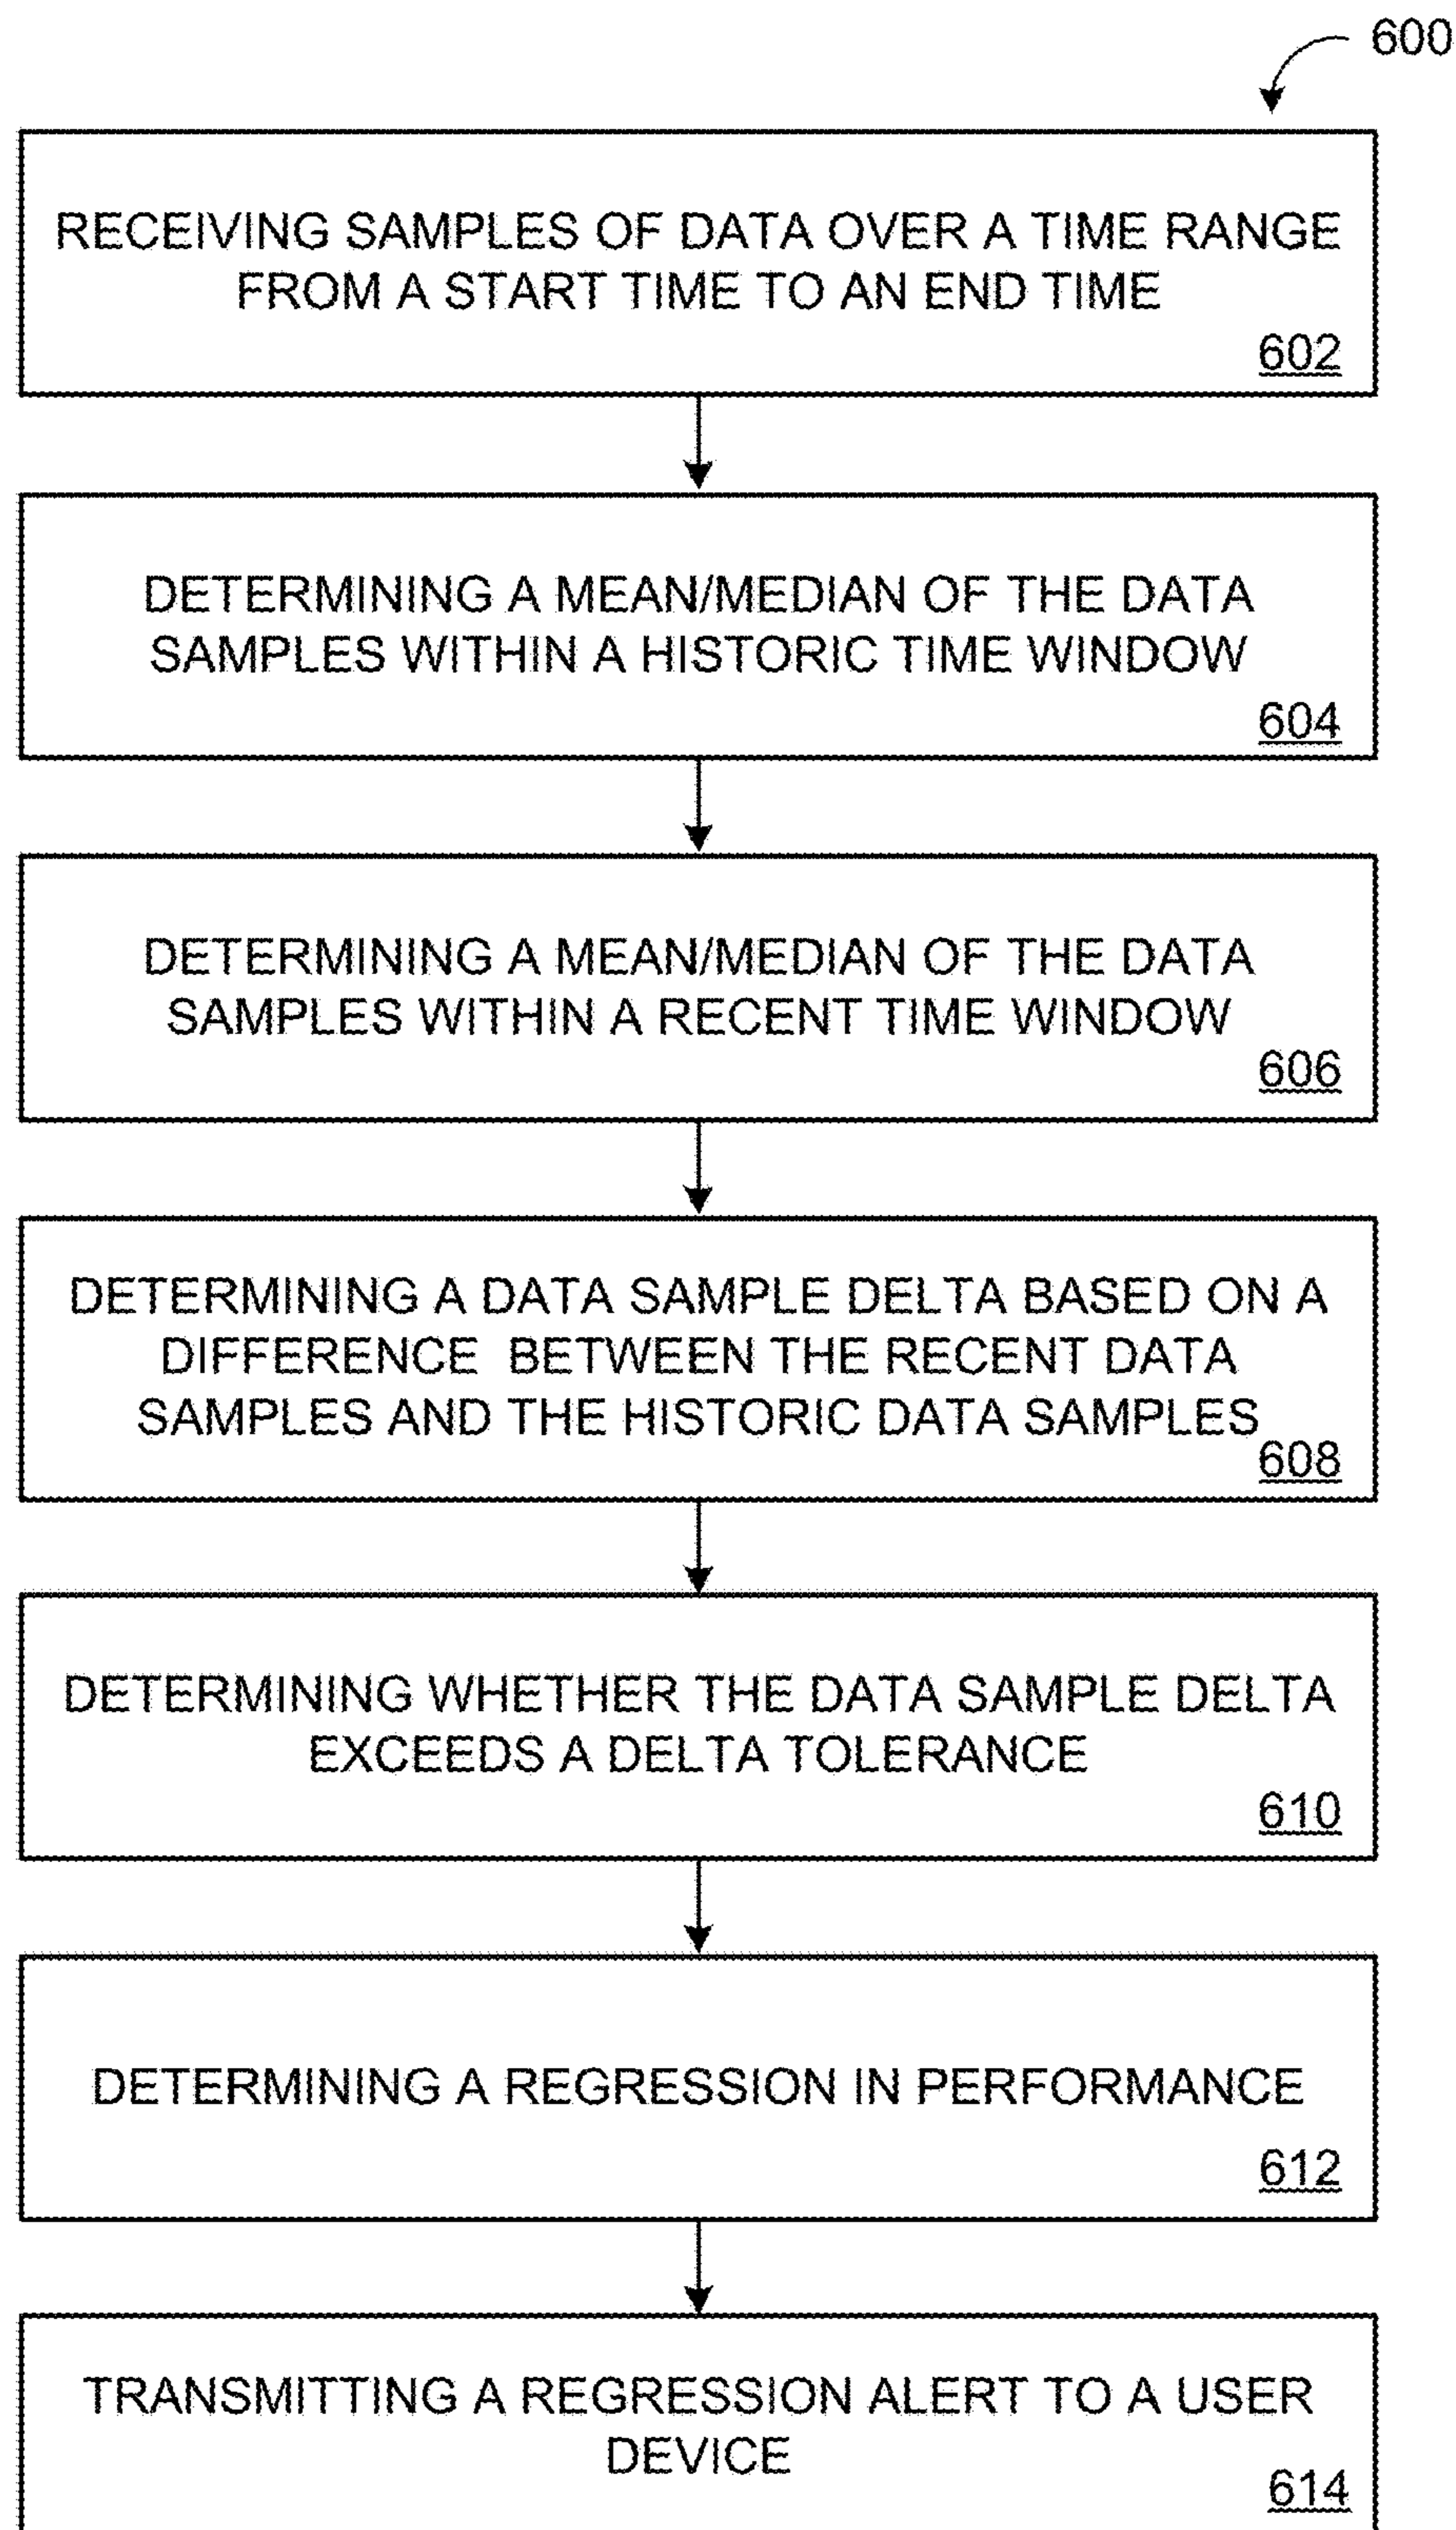 600
RECEIVING SAMPLES OF DATA OVER A TIME RANGE
FROM A START TIME TO AN END TIME
602
DETERMINING A MEAN/MEDIAN OF THE DATA
SAMPLES WITHIN A HISTORIC TIME WINDOW
604
DETERMINING A MEAN/MEDIAN OF THE DATA
SAMPLES WITHIN A RECENT TIME WINDOW
606
DETERMINING A DATA SAMPLE DELTA BASED ON A
DIFFERENCE BETWEEN THE RECENT DATA
SAMPLES AND THE HISTORIC DATA SAMPLES
608
DETERMINING WHETHER THE DATA SAMPLE DELTA
EXCEEDS A DELTA TOLERANCE
610
DETERMINING A REGRESSION IN PERFORMANCE
612
TRANSMITTING A REGRESSION ALERT TO A USER
DEVICE
614